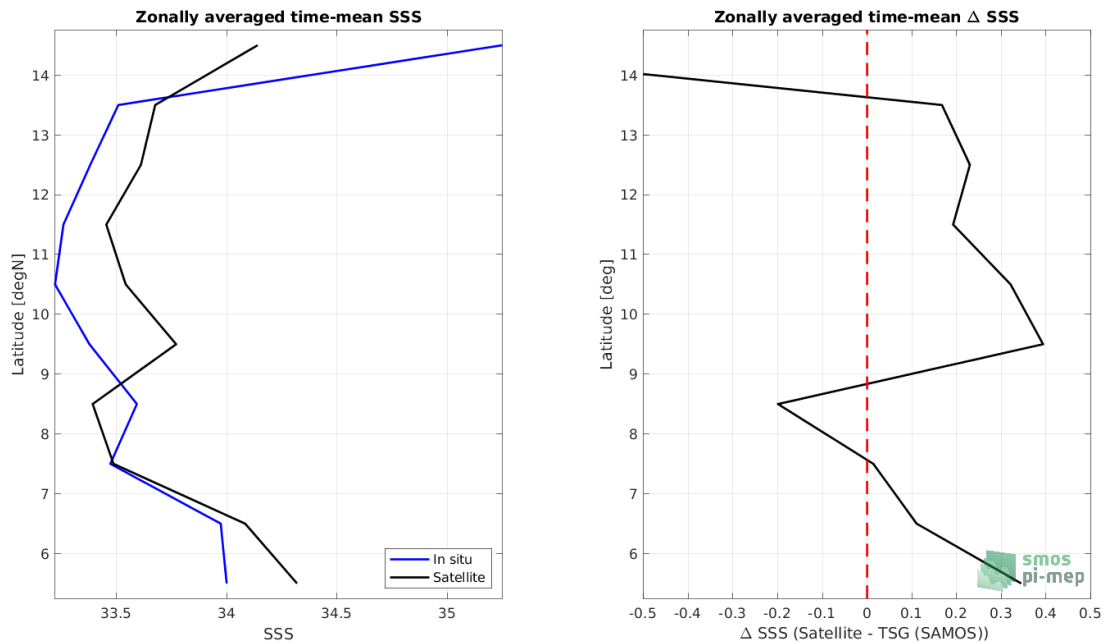 Zonally averaged time-mean SSS
14
13
12
11
10
9
8
7
6
Latitude [degN]
33.5 34 34.5 35
SSS
In situ
Satellite
Zonally averaged time-mean Δ SSS
14
13
12
11
10
9
8
7
6
Latitude [deg]
-0.5 -0.4 -0.3 -0.2 -0.1 0 0.1 0.2 0.3 0.4 0.5
Δ SSS (Satellite - TSG (SAMOS))
smos
pi-mep